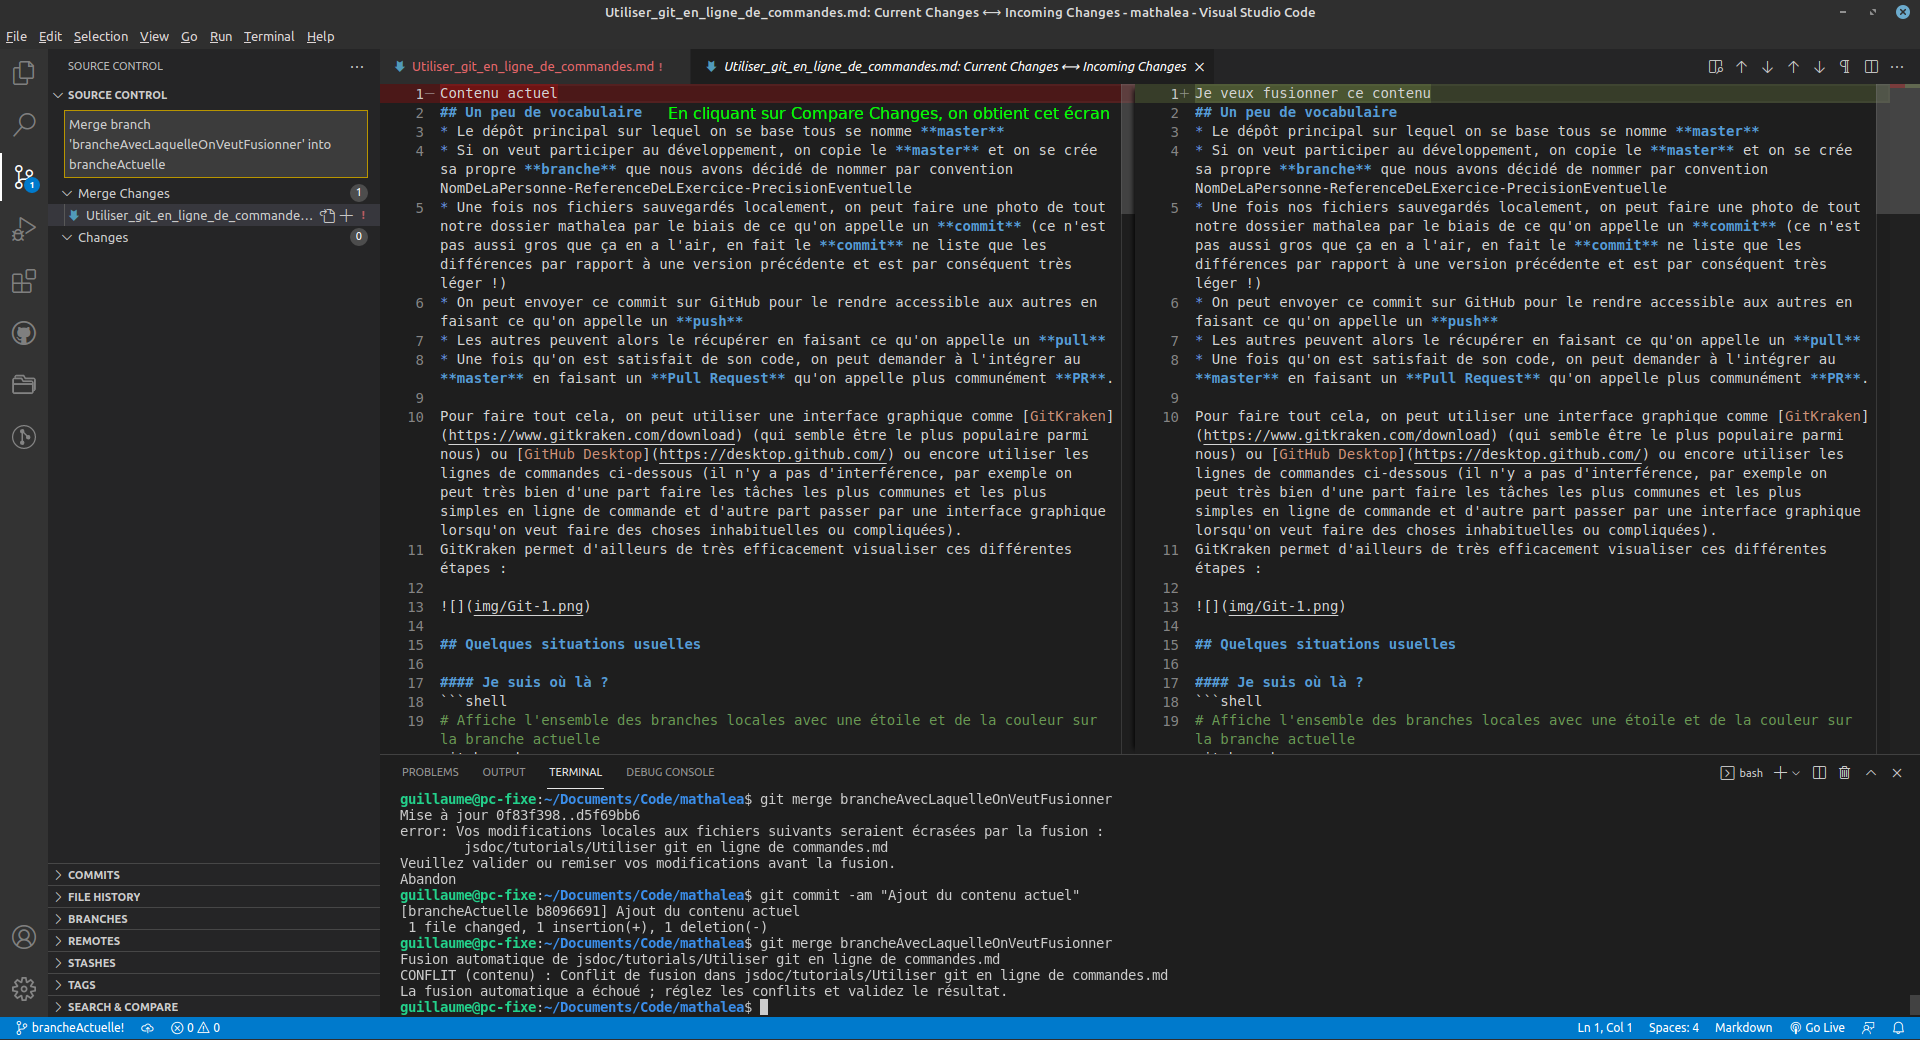 Utiliser_git_en_ligne_de_commandes.md: Current Changes ⟷ Incoming Changes - mathalea - Visual Studio Code
File Edit Selection View Go Run Terminal Help
SOURCE CONTROL
SOURCE CONTROL
Merge branch
'brancheAvecLaquelleOnVeutFusionner' into
brancheActuelle
Merge Changes 1
Utiliser_git_en_ligne_de_commande... !
Changes 0
COMMITS
FILE HISTORY
BRANCHES
REMOTES
STASHES
TAGS
SEARCH & COMPARE
1
Utiliser_git_en_ligne_de_commandes.md !
Utiliser_git_en_ligne_de_commandes.md: Current Changes ⟷ Incoming Changes
1 Contenu actuel
2 ## Un peu de vocabulaire
En cliquant sur Compare Changes, on obtient cet écran
3 * Le dépôt principal sur lequel on se base tous se nomme **master**
4 * Si on veut participer au développement, on copie le **master** et on se crée
sa propre **branche** que nous avons décidé de nommer par convention
NomDeLaPersonne-ReferenceDeLExercice-PrecisionEventuelle
5 * Une fois nos fichiers sauvegardés localement, on peut faire une photo de tout
notre dossier mathalea par le biais de ce qu'on appelle un **commit** (ce n'est
pas aussi gros que ça en a l'air, en fait le **commit** ne liste que les
différences par rapport à une version précédente et est par conséquent très
léger !)
6 * On peut envoyer ce commit sur GitHub pour le rendre accessible aux autres en
faisant ce qu'on appelle un **push**
7 * Les autres peuvent alors le récupérer en faisant ce qu'on appelle un **pull**
8 * Une fois qu'on est satisfait de son code, on peut demander à l'intégrer au
**master** en faisant un **Pull Request** qu'on appelle plus communément **PR**.
9
10 Pour faire tout cela, on peut utiliser une interface graphique comme [GitKraken]
(https://www.gitkraken.com/download) (qui semble être le plus populaire parmi
nous) ou [GitHub Desktop](https://desktop.github.com/) ou encore utiliser les
lignes de commandes ci-dessous (il n'y a pas d'interférence, par exemple on
peut très bien d'une part faire les tâches les plus communes et les plus
simples en ligne de commande et d'autre part passer par une interface graphique
lorsqu'on veut faire des choses inhabituelles ou compliquées).
11 GitKraken permet d'ailleurs de très efficacement visualiser ces différentes
étapes :
12
13 ![](img/Git-1.png)
14
15 ## Quelques situations usuelles
16
17 #### Je suis où là ?
18 ```shell
19 # Affiche l'ensemble des branches locales avec une étoile et de la couleur sur
la branche actuelle
1+ Je veux fusionner ce contenu
2 ## Un peu de vocabulaire
3 * Le dépôt principal sur lequel on se base tous se nomme **master**
4 * Si on veut participer au développement, on copie le **master** et on se crée
sa propre **branche** que nous avons décidé de nommer par convention
NomDeLaPersonne-ReferenceDeLExercice-PrecisionEventuelle
5 * Une fois nos fichiers sauvegardés localement, on peut faire une photo de tout
notre dossier mathalea par le biais de ce qu'on appelle un **commit** (ce n'est
pas aussi gros que ça en a l'air, en fait le **commit** ne liste que les
différences par rapport à une version précédente et est par conséquent très
léger !)
6 * On peut envoyer ce commit sur GitHub pour le rendre accessible aux autres en
faisant ce qu'on appelle un **push**
7 * Les autres peuvent alors le récupérer en faisant ce qu'on appelle un **pull**
8 * Une fois qu'on est satisfait de son code, on peut demander à l'intégrer au
**master** en faisant un **Pull Request** qu'on appelle plus communément **PR**.
9
10 Pour faire tout cela, on peut utiliser une interface graphique comme [GitKraken]
(https://www.gitkraken.com/download) (qui semble être le plus populaire parmi
nous) ou [GitHub Desktop](https://desktop.github.com/) ou encore utiliser les
lignes de commandes ci-dessous (il n'y a pas d'interférence, par exemple on
peut très bien d'une part faire les tâches les plus communes et les plus
simples en ligne de commande et d'autre part passer par une interface graphique
lorsqu'on veut faire des choses inhabituelles ou compliquées).
11 GitKraken permet d'ailleurs de très efficacement visualiser ces différentes
étapes :
12
13 ![](img/Git-1.png)
14
15 ## Quelques situations usuelles
16
17 #### Je suis où là ?
18 ```shell
19 # Affiche l'ensemble des branches locales avec une étoile et de la couleur sur
la branche actuelle
PROBLEMS OUTPUT TERMINAL DEBUG CONSOLE bash
guillaume@pc-fixe:~/Documents/Code/mathalea$ git merge brancheAvecLaquelleOnVeutFusionner
Mise à jour 0f83f398..d5f69bb6
error: Vos modifications locales aux fichiers suivants seraient écrasées par la fusion :
jsdoc/tutorials/Utiliser git en ligne de commandes.md
Veuillez valider ou remiser vos modifications avant la fusion.
Abandon
guillaume@pc-fixe:~/Documents/Code/mathalea$ git commit -am "Ajout du contenu actuel"
[brancheActuelle b8096691] Ajout du contenu actuel
1 file changed, 1 insertion(+), 1 deletion(-)
guillaume@pc-fixe:~/Documents/Code/mathalea$ git merge brancheAvecLaquelleOnVeutFusionner
Fusion automatique de jsdoc/tutorials/Utiliser git en ligne de commandes.md
CONFLIT (contenu) : Conflit de fusion dans jsdoc/tutorials/Utiliser git en ligne de commandes.md
La fusion automatique a échoué ; réglez les conflits et validez le résultat.
guillaume@pc-fixe:~/Documents/Code/mathalea$
brancheActuelle! 0 0 Ln 1, Col 1 Spaces: 4 Markdown Go Live